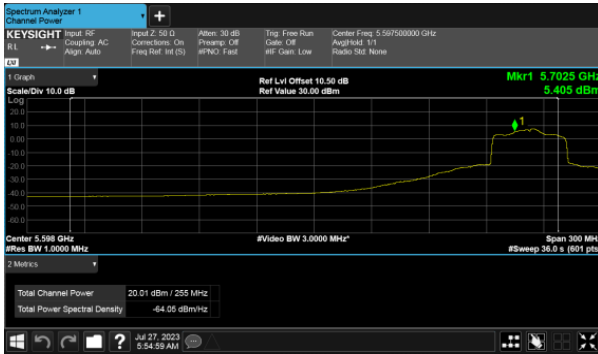 Spectrum Analyzer 1
Channel Power
+
KEYSIGHT Input: RF Input Z: 50 Ω Atten: 30 dB Trig: Free Run Center Freq: 5.597500000 GHz
RL Coupling: AC Corrections: On Preamp: Off Gate: Off Avg|Hold: 1/1
Align: Auto Freq Ref: Int (S) #PNO: Fast #IF Gain: Low Radio Std: None
LXI
1 Graph
Ref Lvl Offset 10.50 dB Mkr1 5.7025 GHz
Scale/Div 10.0 dB Ref Value 30.00 dBm 5.405 dBm
Log
20.0
10.0
1
0.00
-10.0
-20.0
-30.0
-40.0
-50.0
-60.0
Center 5.598 GHz #Video BW 3.0000 MHz* Span 300 MHz
#Res BW 1.0000 MHz #Sweep 36.0 s (601 pts)
2 Metrics
Total Channel Power 20.01 dBm / 255 MHz
Total Power Spectral Density -64.05 dBm/Hz
? Jul 27, 2023
5:54:59 AM